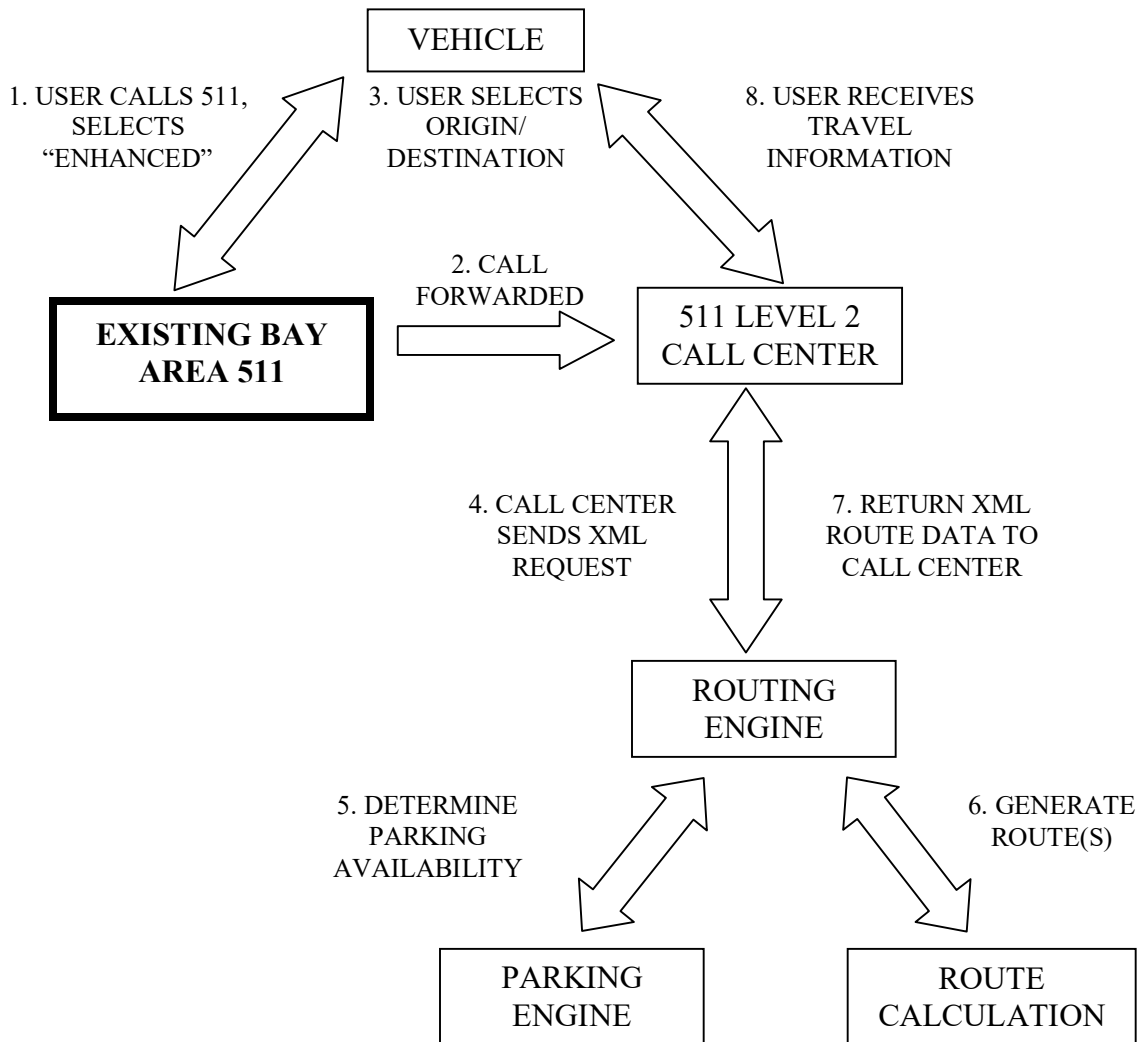 VEHICLE
1. USER CALLS 511,
SELECTS
“ENHANCED”
3. USER SELECTS
ORIGIN/
DESTINATION
8. USER RECEIVES
TRAVEL
INFORMATION
2. CALL
FORWARDED
EXISTING BAY
AREA 511
511 LEVEL 2
CALL CENTER
4. CALL CENTER
SENDS XML
REQUEST
7. RETURN XML
ROUTE DATA TO
CALL CENTER
ROUTING
ENGINE
5. DETERMINE
PARKING
AVAILABILITY
6. GENERATE
ROUTE(S)
PARKING
ENGINE
ROUTE
CALCULATION